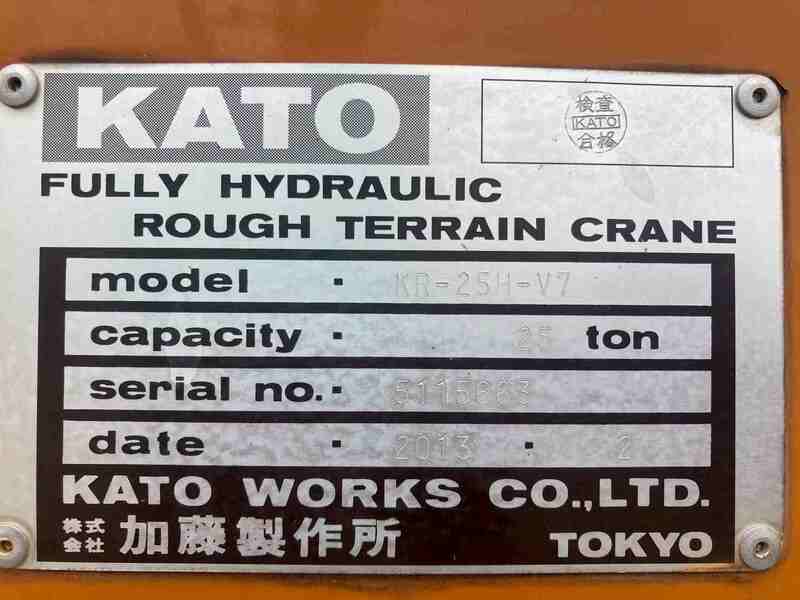 KATO
検査
KATO
合格
FULLY HYDRAULIC
ROUGH TERRAIN CRANE
model · KR-25H-V7
capacity · 25 ton
serial no. · 5115663
date · 2013 · 2
KATO WORKS CO.,LTD.
株式会社 加藤製作所 TOKYO